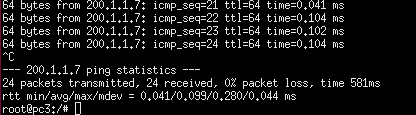 64 bytes from 200.1.1.7: icmp_seq=21 ttl=64 time=0.041 ms
64 bytes from 200.1.1.7: icmp_seq=22 ttl=64 time=0.104 ms
64 bytes from 200.1.1.7: icmp_seq=23 ttl=64 time=0.102 ms
64 bytes from 200.1.1.7: icmp_seq=24 ttl=64 time=0.104 ms
^C
--- 200.1.1.7 ping statistics ---
24 packets transmitted, 24 received, 0% packet loss, time 581ms
rtt min/avg/max/mdev = 0.041/0.099/0.280/0.044 ms
root@pc3:/#